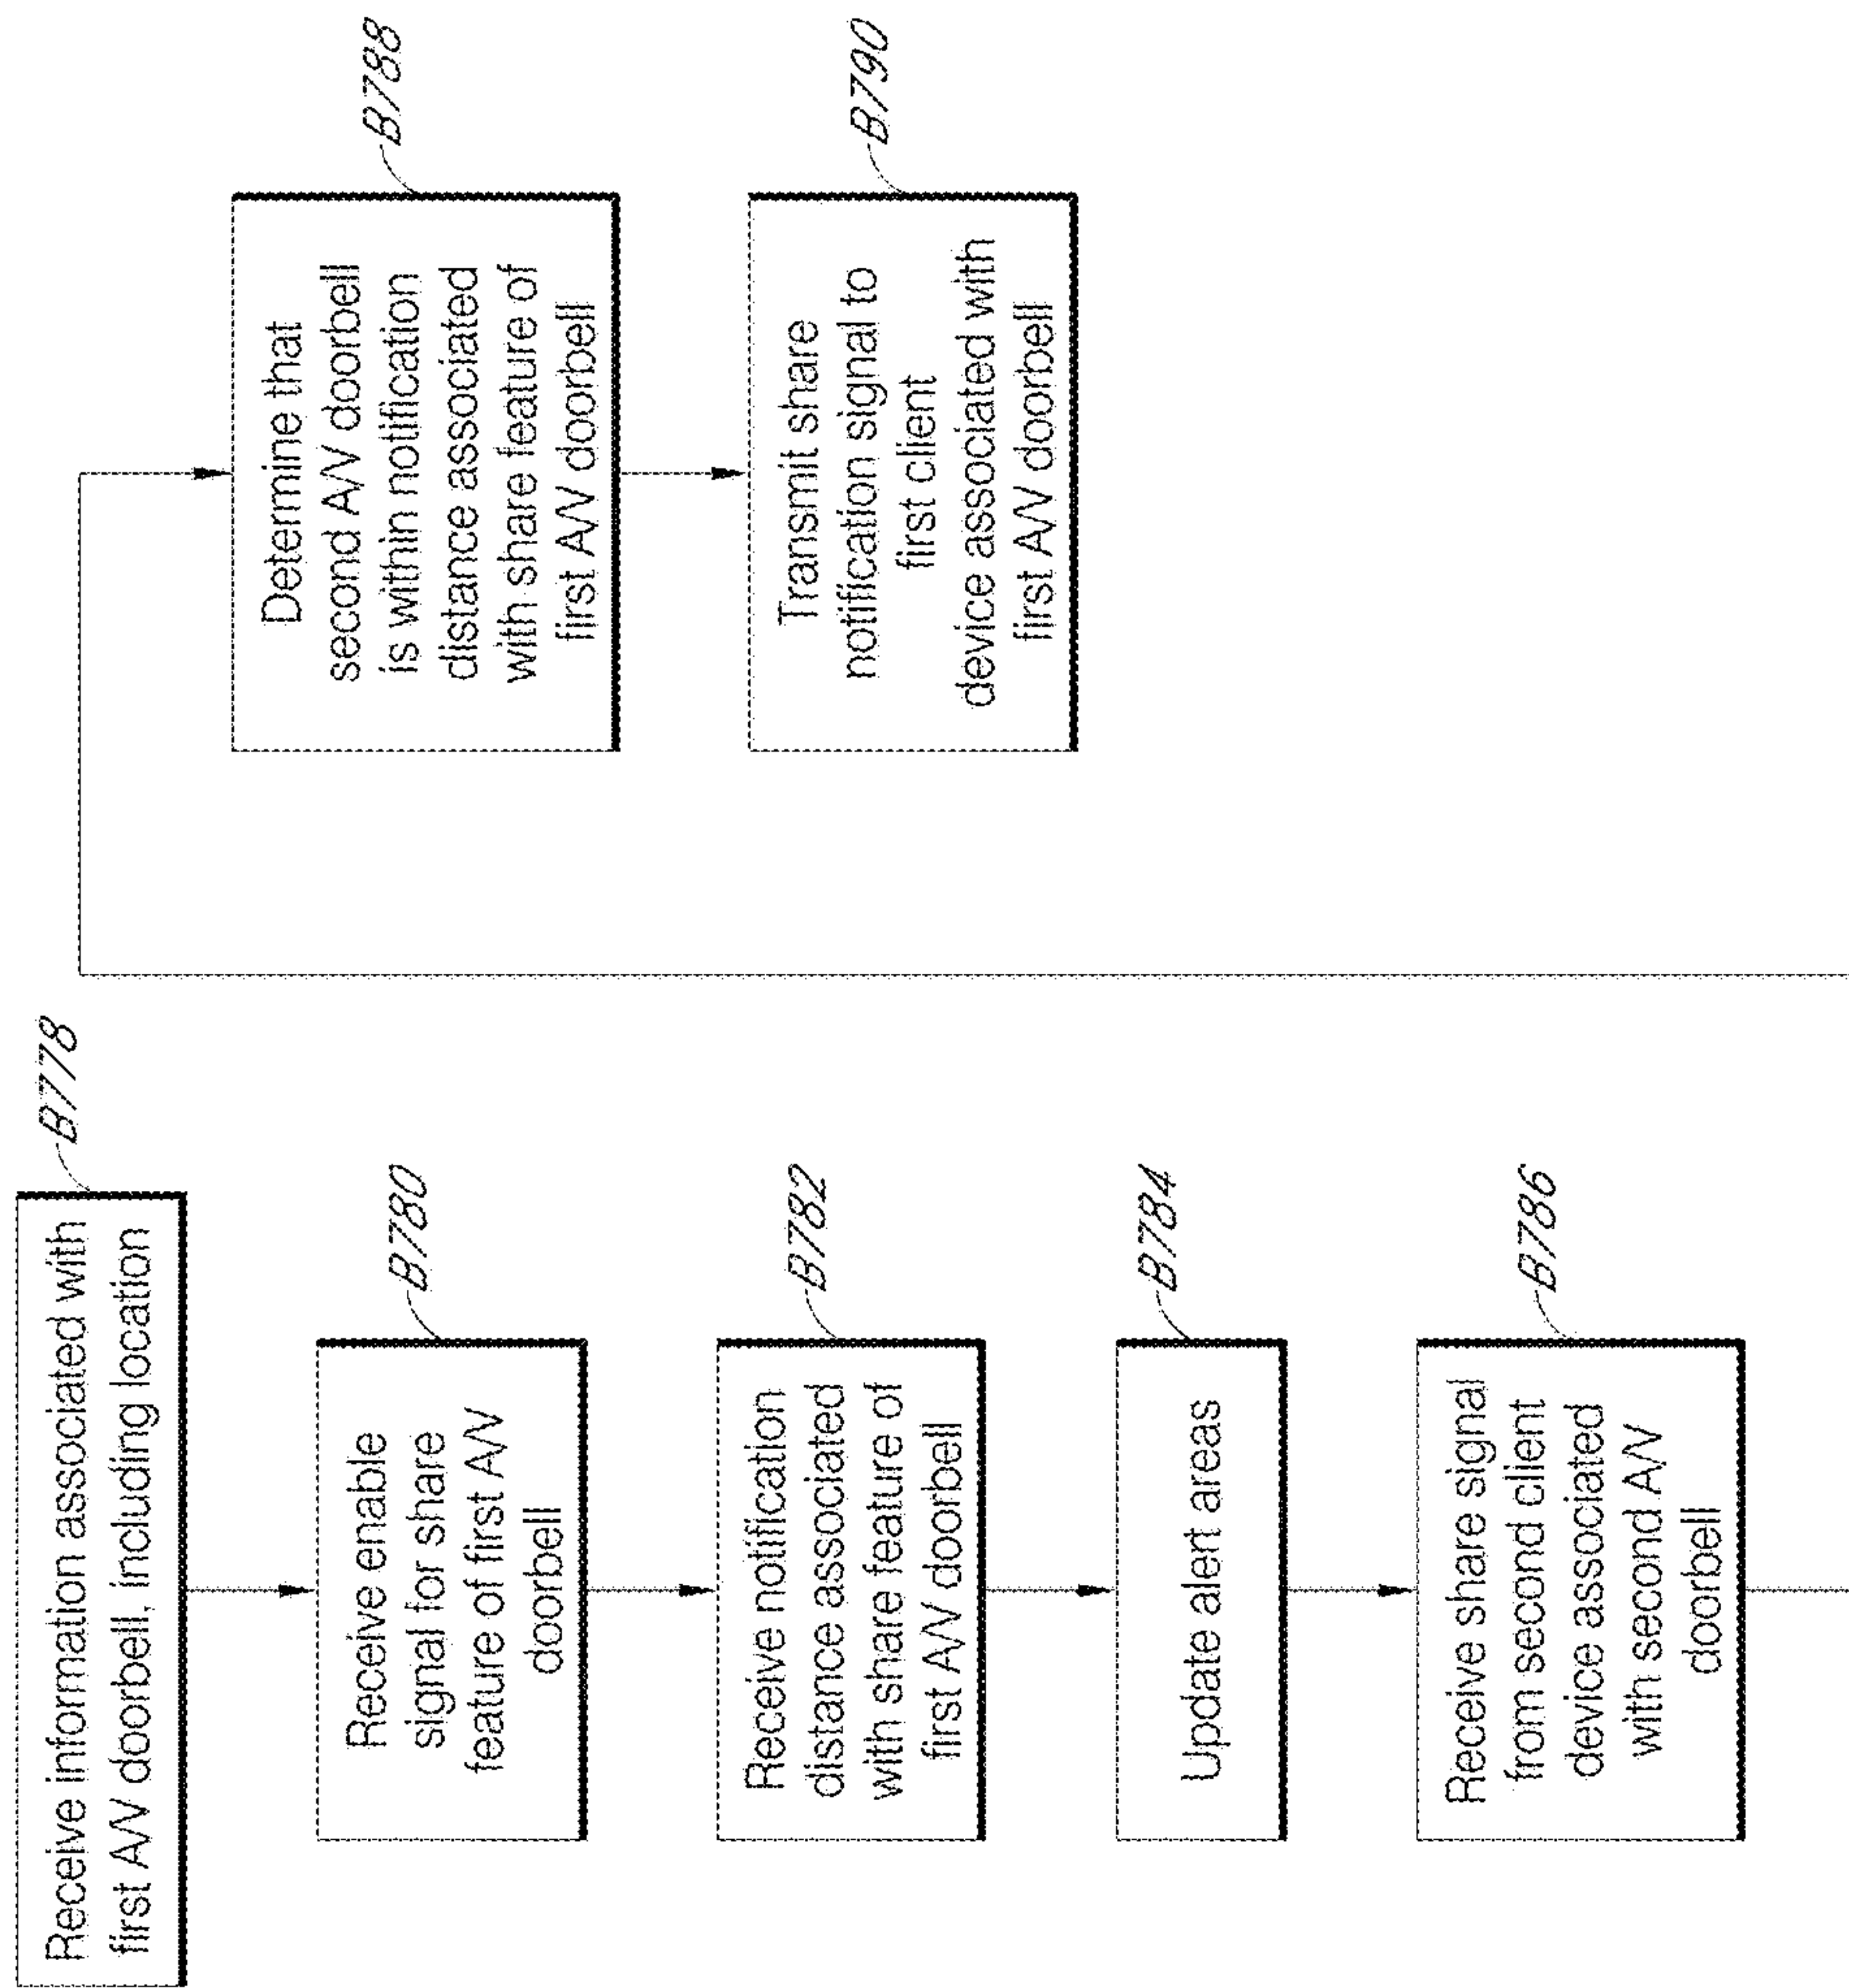 Receive information associated with
first A/V doorbell, including location
B778
Receive enable
signal for share
feature of first A/V
doorbell
B780
Receive notification
distance associated
with share feature of
first A/V doorbell
B782
Update alert areas
B784
Receive share signal
from second client
device associated
with second A/V
doorbell
B786
Determine that
second A/V doorbell
is within notification
distance associated
with share feature of
first A/V doorbell
B788
Transmit share
notification signal to
first client
device associated with
first A/V doorbell
B790